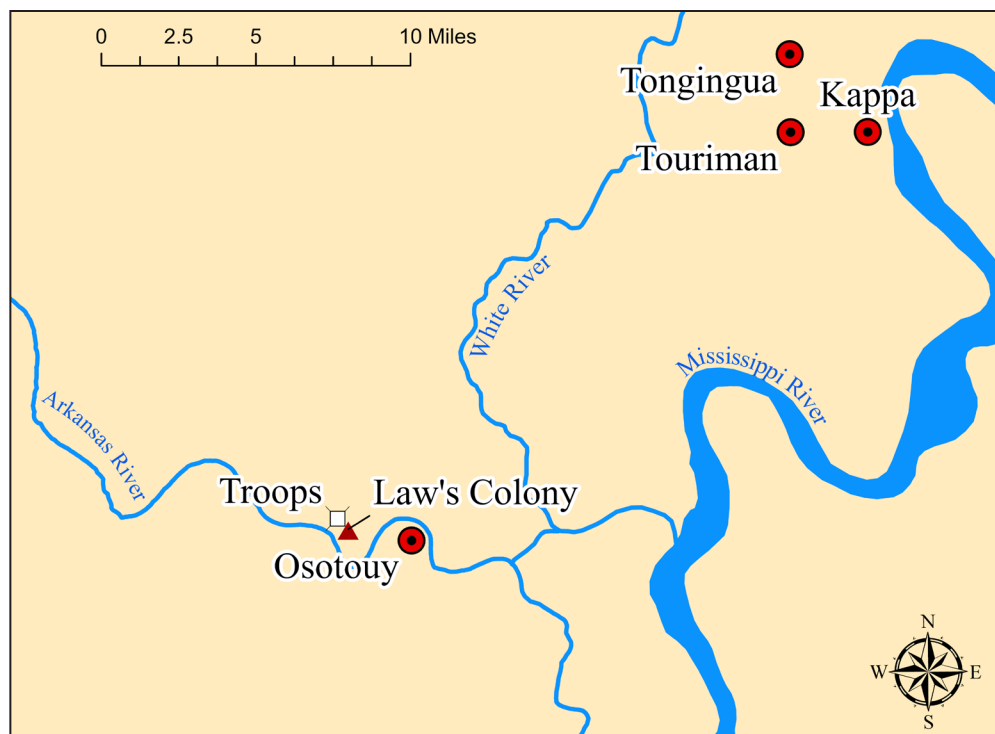 0 2.5 5 10 Miles
Tongingua
Kappa
Touriman
White River
Mississippi River
Arkansas River
Troops
Law's Colony
Osotouy
N
W E
S